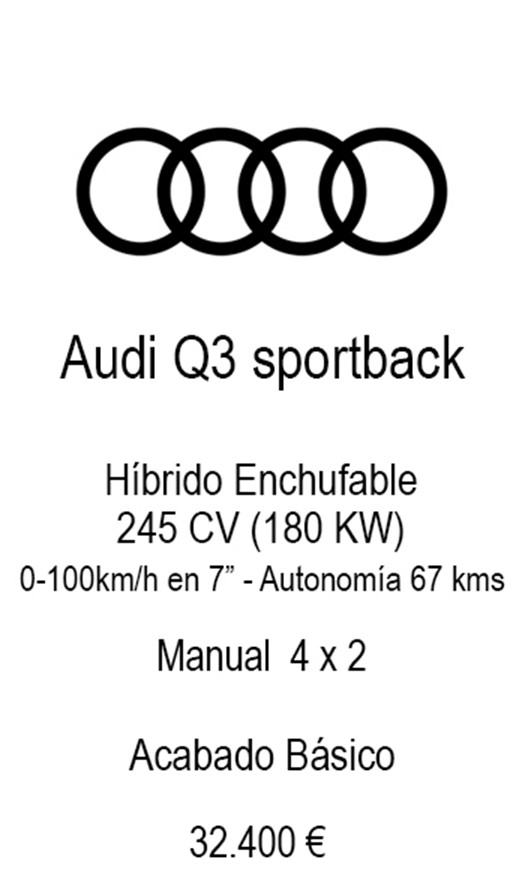 Audi Q3 sportback
Híbrido Enchufable
245 CV (180 KW)
0-100km/h en 7” - Autonomía 67 kms
Manual  4 x 2
Acabado Básico
32.400 €